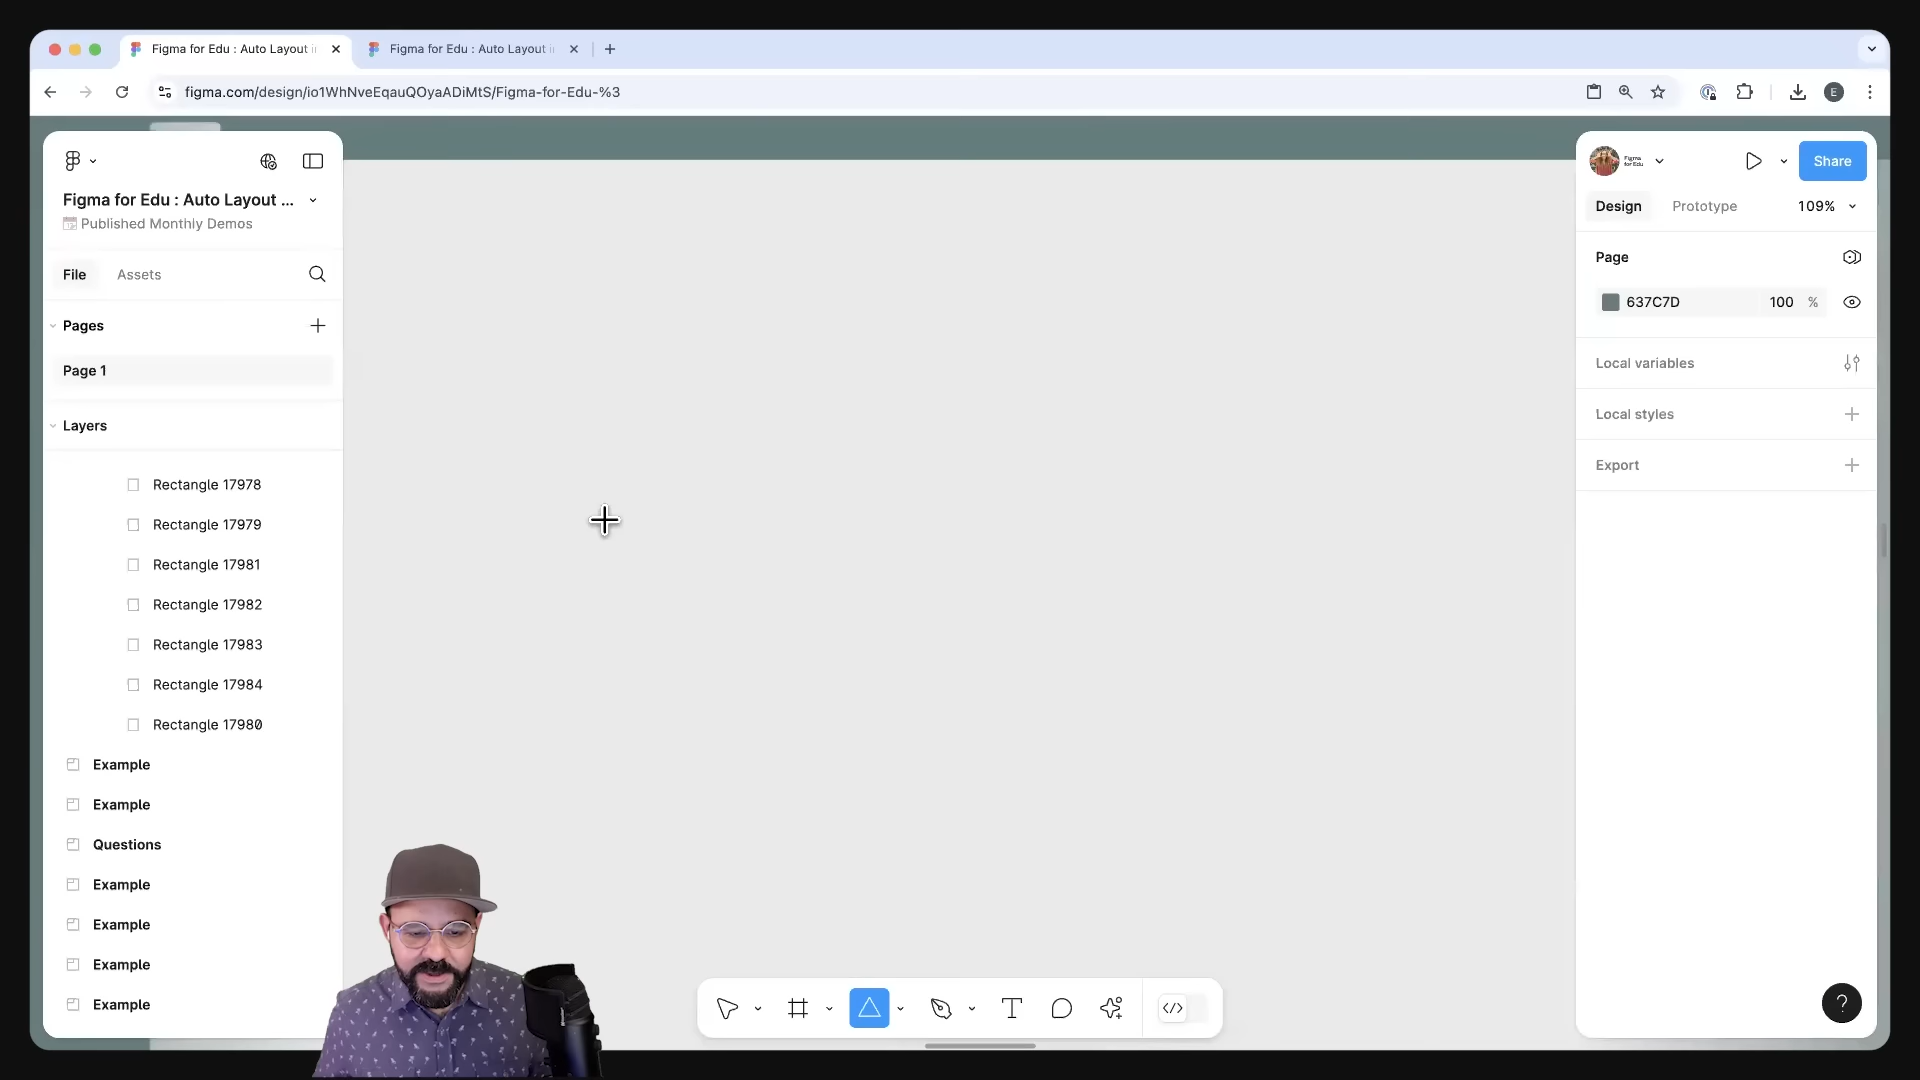 Figma for Edu : Auto Layout i
Figma for Edu : Auto Layout i
figma.com/design/io1WhNveEqauQOyaADiMtS/Figma-for-Edu-%3
E
Figma for Edu : Auto Layout ...
Published Monthly Demos
File
Assets
Pages
Page 1
Layers
Rectangle 17978
Rectangle 17979
Rectangle 17981
Rectangle 17982
Rectangle 17983
Rectangle 17984
Rectangle 17980
Example
Example
Questions
Example
Example
Example
Example
Figma
for Edu
Share
Design
Prototype
109%
Page
637C7D
100
%
Local variables
Local styles
Export
T
?